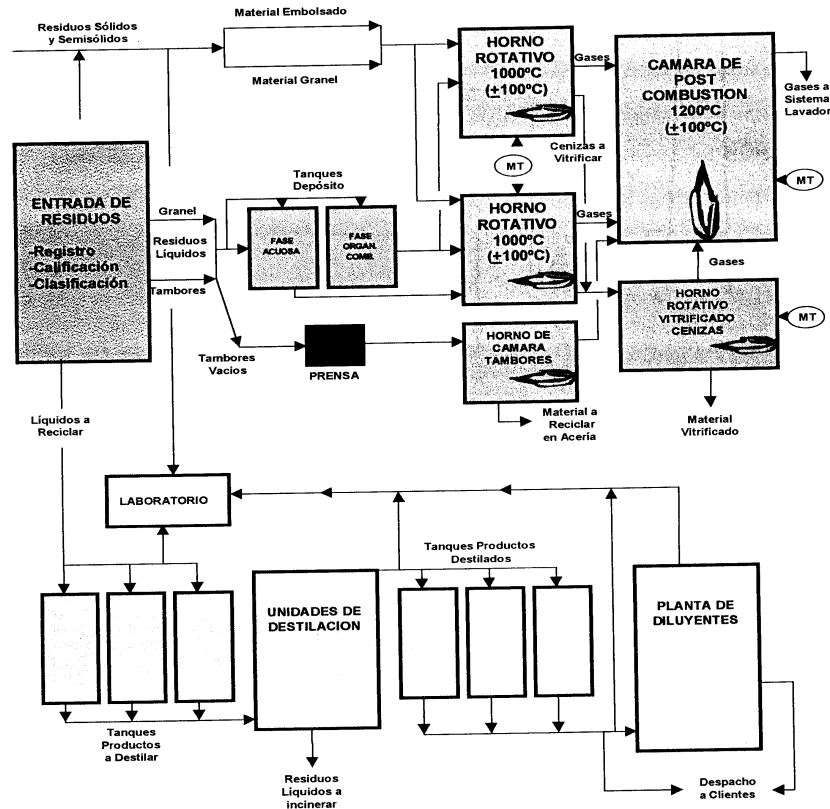 Residuos Sólidos
y Semisólidos
Material Embolsado
Material Granel
HORNO
ROTATIVO
1000ºC
(±100ºC)
Gases
CAMARA DE
POST
COMBUSTION
1200ºC
(±100ºC)
Gases a
Sistema
Lavador
Cenizas a
Vitrificar
MT
MT
ENTRADA DE
RESIDUOS
-Registro
-Calificación
-Clasificación
Granel
Residuos
Líquidos
Tambores
Tanques
Depósito
FASE
ACUOSA
FASE
ORGAN.
COMB.
HORNO
ROTATIVO
1000ºC
(±100ºC)
Gases
Gases
HORNO
ROTATIVO
VITRIFICADO
CENIZAS
MT
Tambores
Vacios
PRENSA
HORNO DE
CAMARA
TAMBORES
Material a
Reciclar
en Acería
Material
Vitrificado
Líquidos a
Reciclar
LABORATORIO
Tanques Productos
Destilados
UNIDADES DE
DESTILACION
PLANTA DE
DILUYENTES
Tanques
Productos
a Destilar
Residuos
Líquidos a
incinerar
Despacho
a Clientes